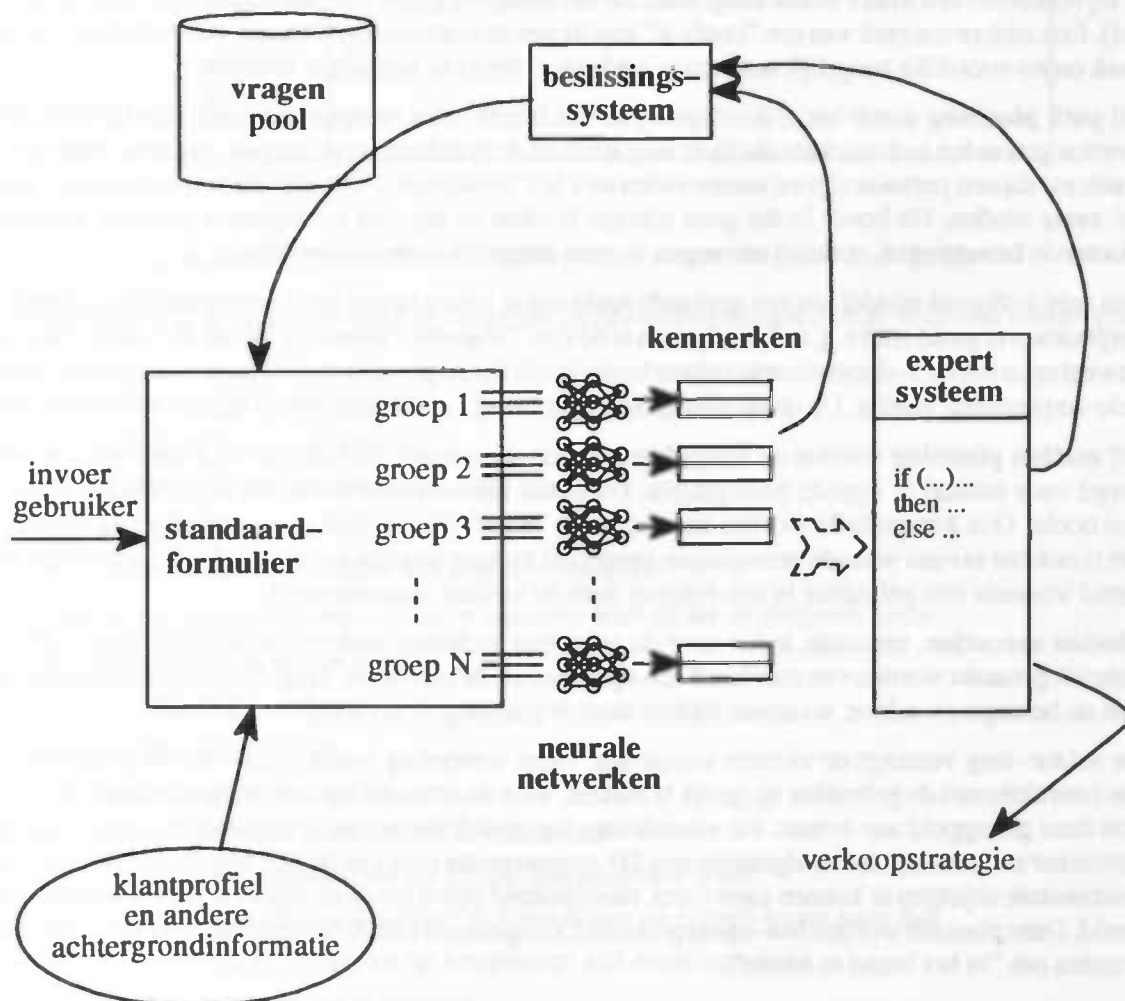 vragen
pool
beslissings–
systeem
kenmerken
expert
systeem
groep 1
groep 2
groep 3
groep N
invoer
gebruiker
standaard–
formulier
if (...)...
then ...
else ...
neurale
netwerken
verkoopstrategie
klantprofiel
en andere
achtergrondinformatie